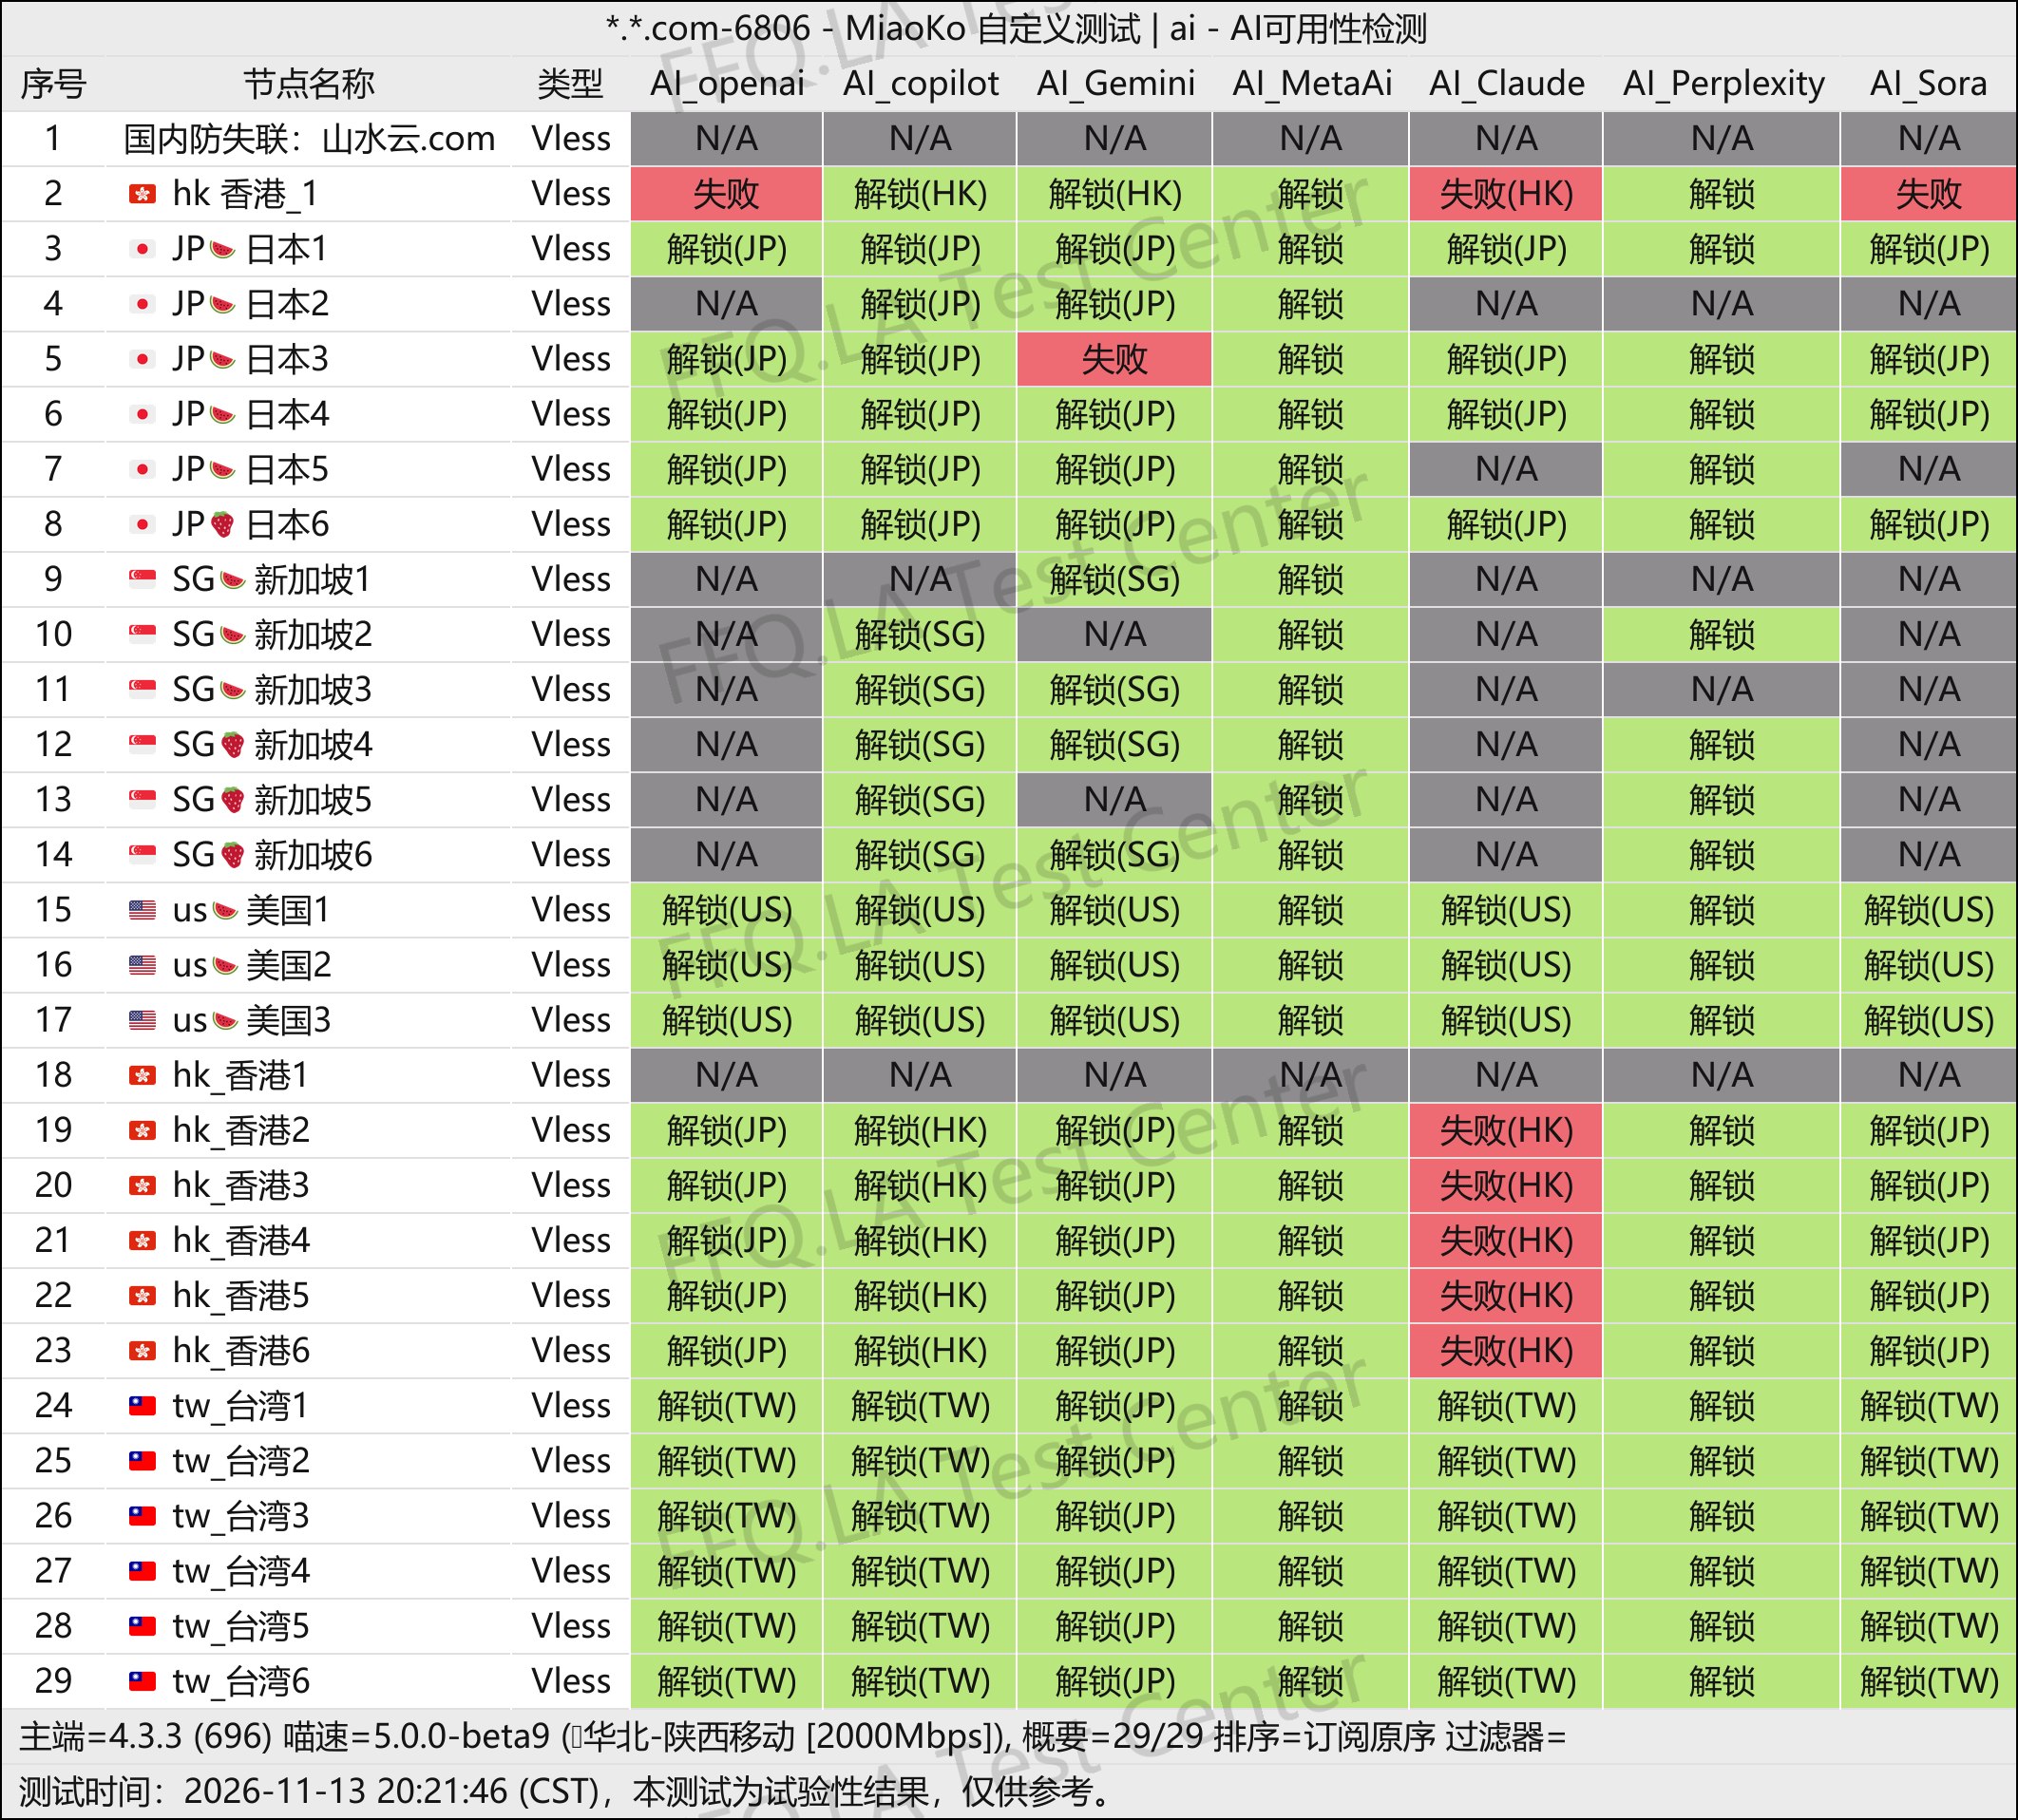 *.*.com-6806 - MiaoKo 自定义测试 | ai - AI可用性检测
序号 节点名称 类型 AI_openai AI_copilot AI_Gemini AI_MetaAi AI_Claude AI_Perplexity AI_Sora
1 国内防失联：山水云.com Vless N/A N/A N/A N/A N/A N/A N/A
2 hk 香港_1 Vless 失败 解锁(HK) 解锁(HK) 解锁 失败(HK) 解锁 失败
3 JP🍉日本1 Vless 解锁(JP) 解锁(JP) 解锁(JP) 解锁 解锁(JP) 解锁 解锁(JP)
4 JP🍉日本2 Vless N/A 解锁(JP) 解锁(JP) 解锁 N/A N/A N/A
5 JP🍉日本3 Vless 解锁(JP) 解锁(JP) 失败 解锁 解锁(JP) 解锁 解锁(JP)
6 JP🍉日本4 Vless 解锁(JP) 解锁(JP) 解锁(JP) 解锁 解锁(JP) 解锁 解锁(JP)
7 JP🍉日本5 Vless 解锁(JP) 解锁(JP) 解锁(JP) 解锁 N/A 解锁 N/A
8 JP🍓日本6 Vless 解锁(JP) 解锁(JP) 解锁(JP) 解锁 解锁(JP) 解锁 解锁(JP)
9 SG🍉新加坡1 Vless N/A N/A 解锁(SG) 解锁 N/A N/A N/A
10 SG🍉新加坡2 Vless N/A 解锁(SG) N/A 解锁 N/A 解锁 N/A
11 SG🍉新加坡3 Vless N/A 解锁(SG) 解锁(SG) 解锁 N/A N/A N/A
12 SG🍓新加坡4 Vless N/A 解锁(SG) 解锁(SG) 解锁 N/A 解锁 N/A
13 SG🍓新加坡5 Vless N/A 解锁(SG) N/A 解锁 N/A 解锁 N/A
14 SG🍓新加坡6 Vless N/A 解锁(SG) 解锁(SG) 解锁 N/A 解锁 N/A
15 us🍉美国1 Vless 解锁(US) 解锁(US) 解锁(US) 解锁 解锁(US) 解锁 解锁(US)
16 us🍉美国2 Vless 解锁(US) 解锁(US) 解锁(US) 解锁 解锁(US) 解锁 解锁(US)
17 us🍉美国3 Vless 解锁(US) 解锁(US) 解锁(US) 解锁 解锁(US) 解锁 解锁(US)
18 hk_香港1 Vless N/A N/A N/A N/A N/A N/A N/A
19 hk_香港2 Vless 解锁(JP) 解锁(HK) 解锁(JP) 解锁 失败(HK) 解锁 解锁(JP)
20 hk_香港3 Vless 解锁(JP) 解锁(HK) 解锁(JP) 解锁 失败(HK) 解锁 解锁(JP)
21 hk_香港4 Vless 解锁(JP) 解锁(HK) 解锁(JP) 解锁 失败(HK) 解锁 解锁(JP)
22 hk_香港5 Vless 解锁(JP) 解锁(HK) 解锁(JP) 解锁 失败(HK) 解锁 解锁(JP)
23 hk_香港6 Vless 解锁(JP) 解锁(HK) 解锁(JP) 解锁 失败(HK) 解锁 解锁(JP)
24 tw_台湾1 Vless 解锁(TW) 解锁(TW) 解锁(JP) 解锁 解锁(TW) 解锁 解锁(TW)
25 tw_台湾2 Vless 解锁(TW) 解锁(TW) 解锁(JP) 解锁 解锁(TW) 解锁 解锁(TW)
26 tw_台湾3 Vless 解锁(TW) 解锁(TW) 解锁(JP) 解锁 解锁(TW) 解锁 解锁(TW)
27 tw_台湾4 Vless 解锁(TW) 解锁(TW) 解锁(JP) 解锁 解锁(TW) 解锁 解锁(TW)
28 tw_台湾5 Vless 解锁(TW) 解锁(TW) 解锁(JP) 解锁 解锁(TW) 解锁 解锁(TW)
29 tw_台湾6 Vless 解锁(TW) 解锁(TW) 解锁(JP) 解锁 解锁(TW) 解锁 解锁(TW)
主端=4.3.3 (696) 喵速=5.0.0-beta9 (华北-陕西移动 [2000Mbps]), 概要=29/29 排序=订阅原序 过滤器=
测试时间：2026-11-13 20:21:46 (CST)，本测试为试验性结果，仅供参考。
FFQ.LA Test Center
FFQ.LA Test Center
FFQ.LA Test Center
FFQ.LA Test Center
FFQ.LA Test Center
FFQ.LA Test Center
FFQ.LA Test Center